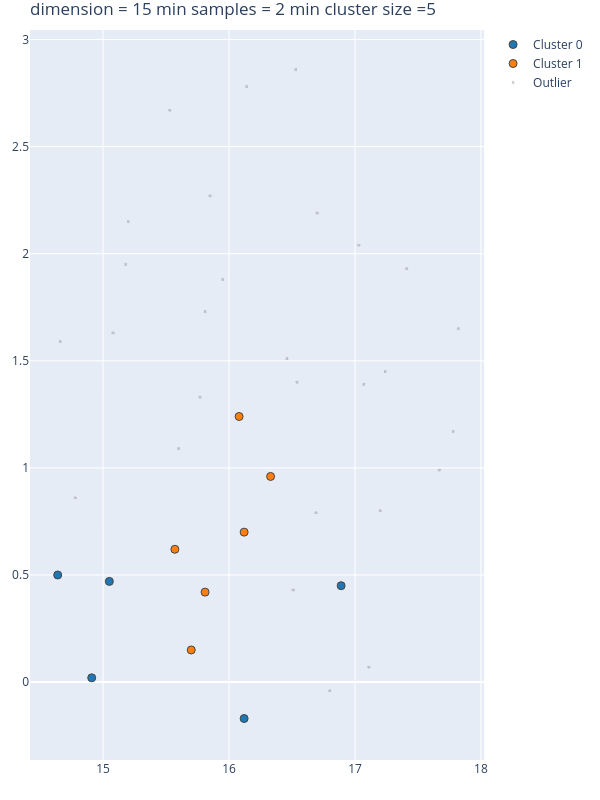 dimension = 15 min samples = 2 min cluster size =5
Cluster 0
Cluster 1
Outlier
3
2.5
2
1.5
1
0.5
0
15 16 17 18